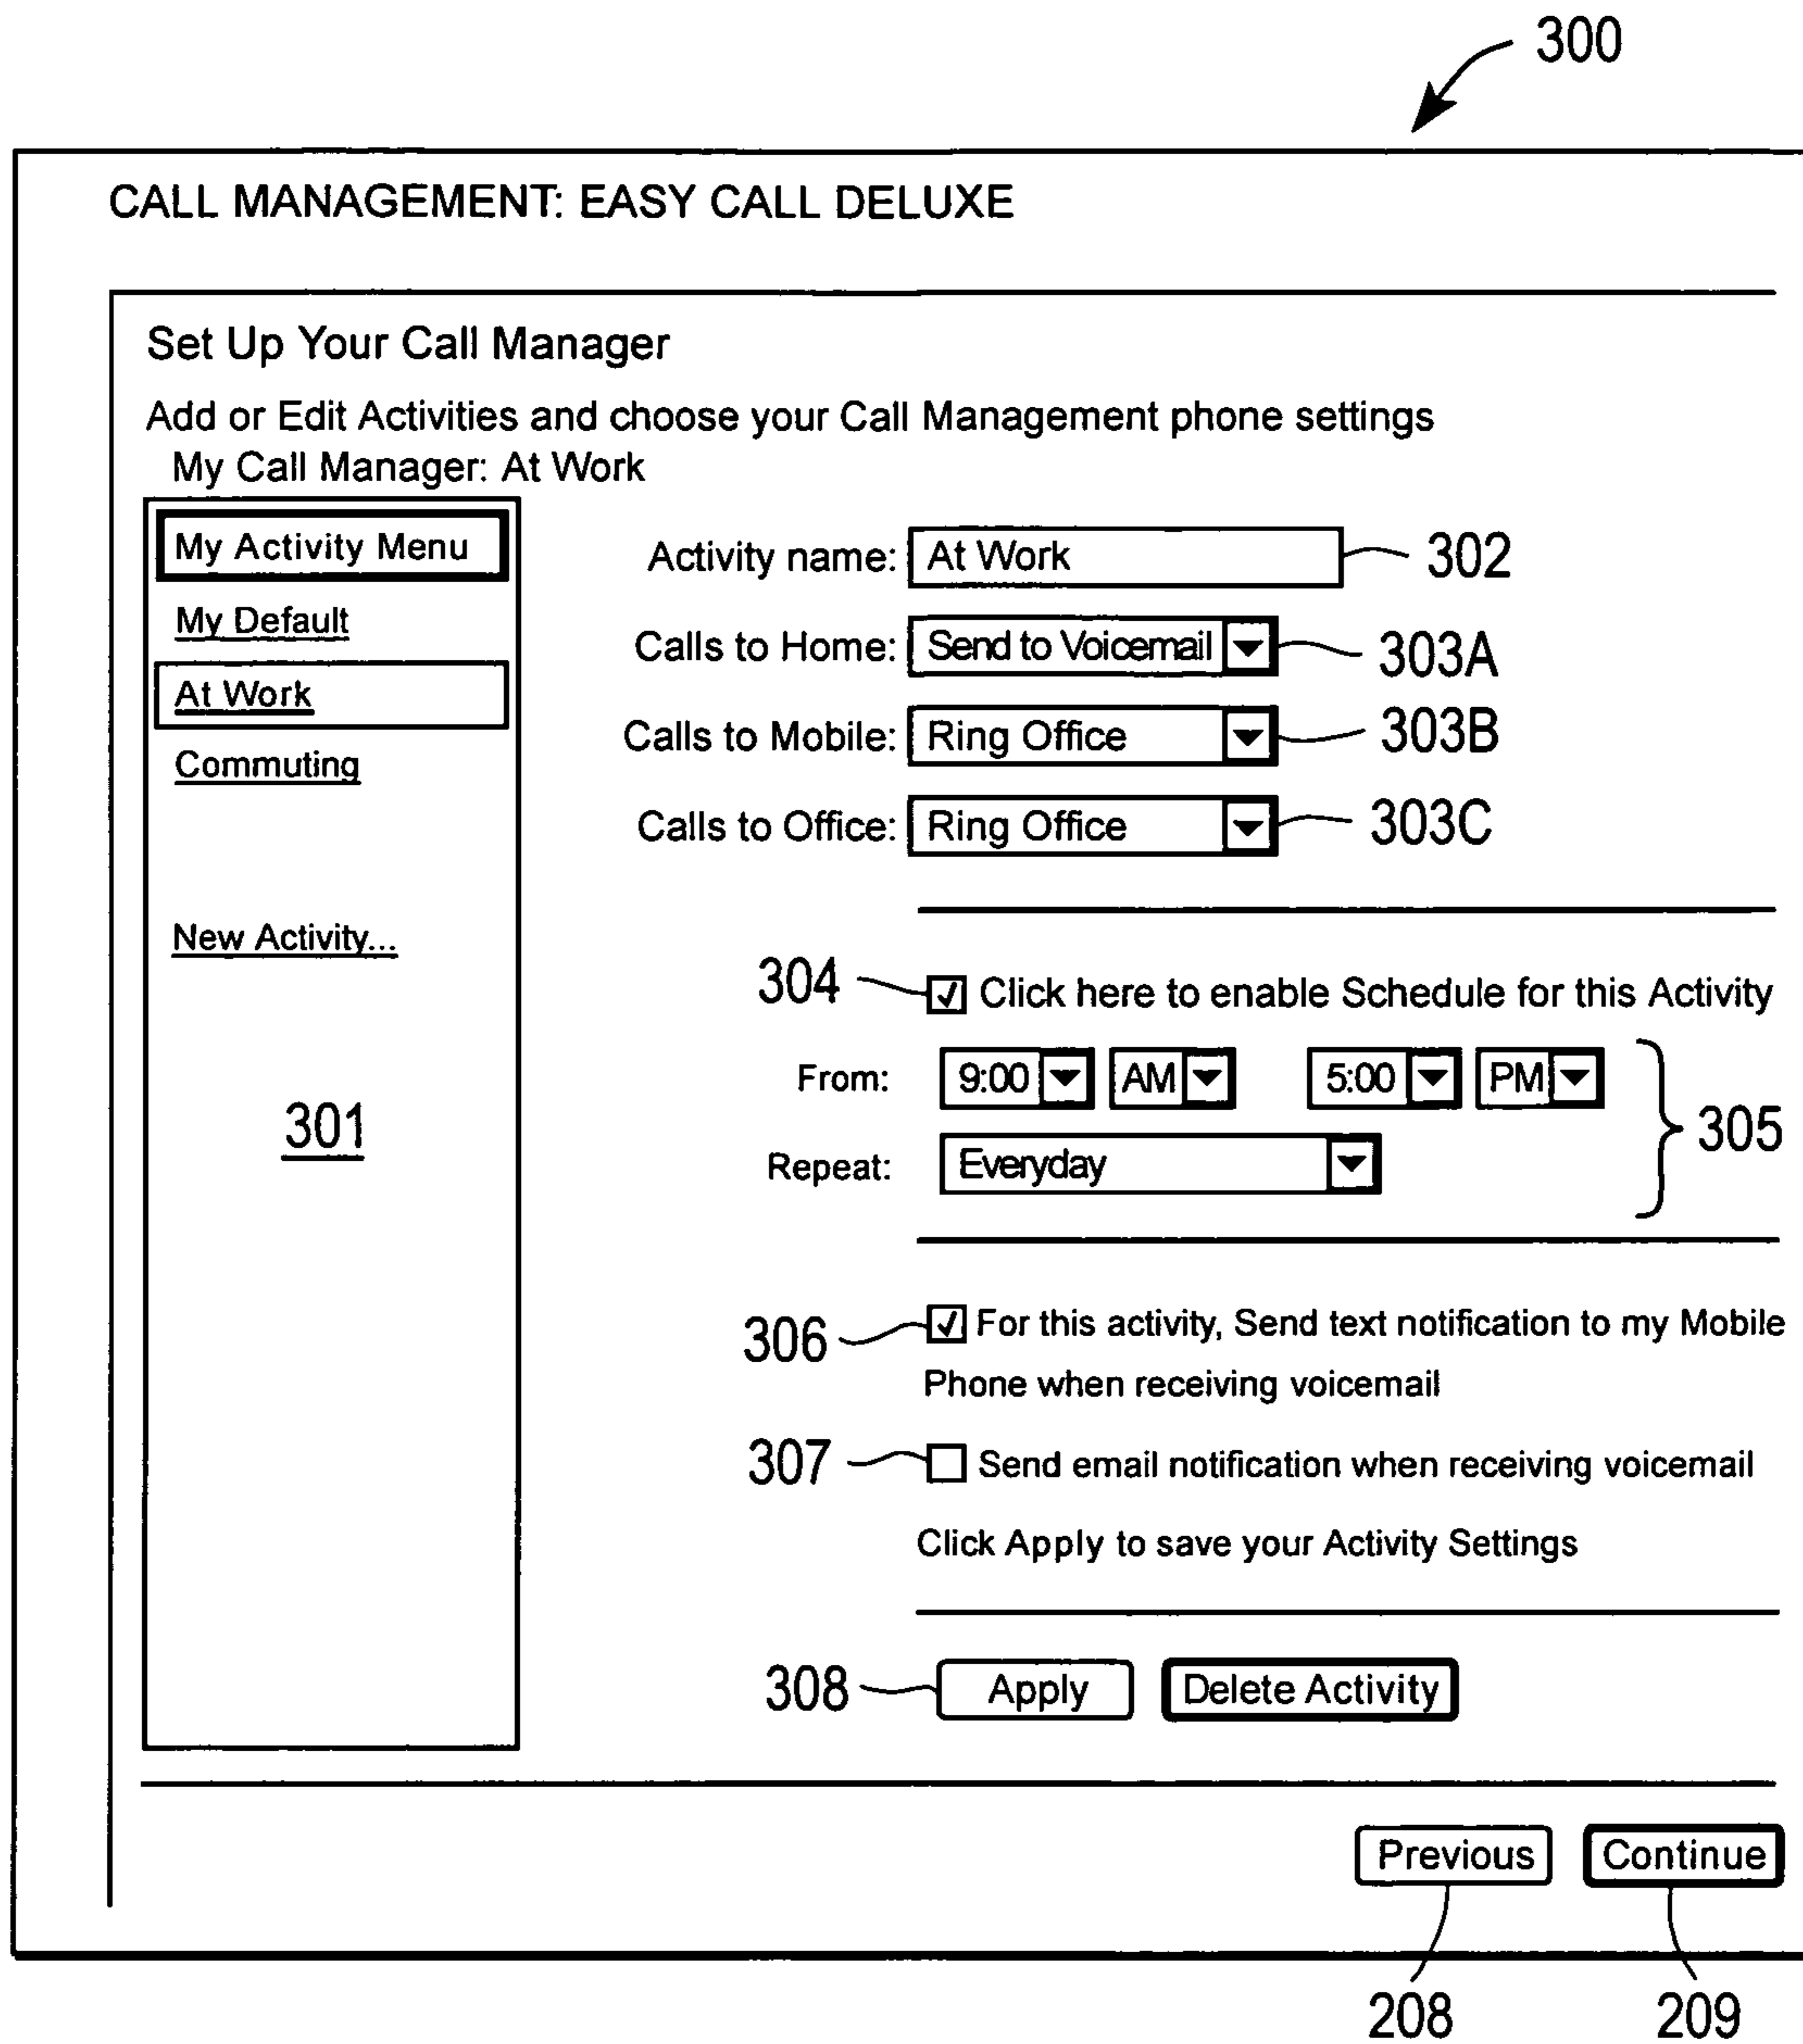 300
CALL MANAGEMENT: EASY CALL DELUXE
Set Up Your Call Manager
Add or Edit Activities and choose your Call Management phone settings
My Call Manager: At Work
My Activity Menu
My Default
At Work
Commuting
New Activity...
301
Activity name: At Work 302
Calls to Home: Send to Voicemail 303A
Calls to Mobile: Ring Office 303B
Calls to Office: Ring Office 303C
304 Click here to enable Schedule for this Activity
From: 9:00 AM 5:00 PM
305
Repeat: Everyday
306 For this activity, Send text notification to my Mobile
Phone when receiving voicemail
307 Send email notification when receiving voicemail
Click Apply to save your Activity Settings
308 Apply Delete Activity
Previous Continue
208 209